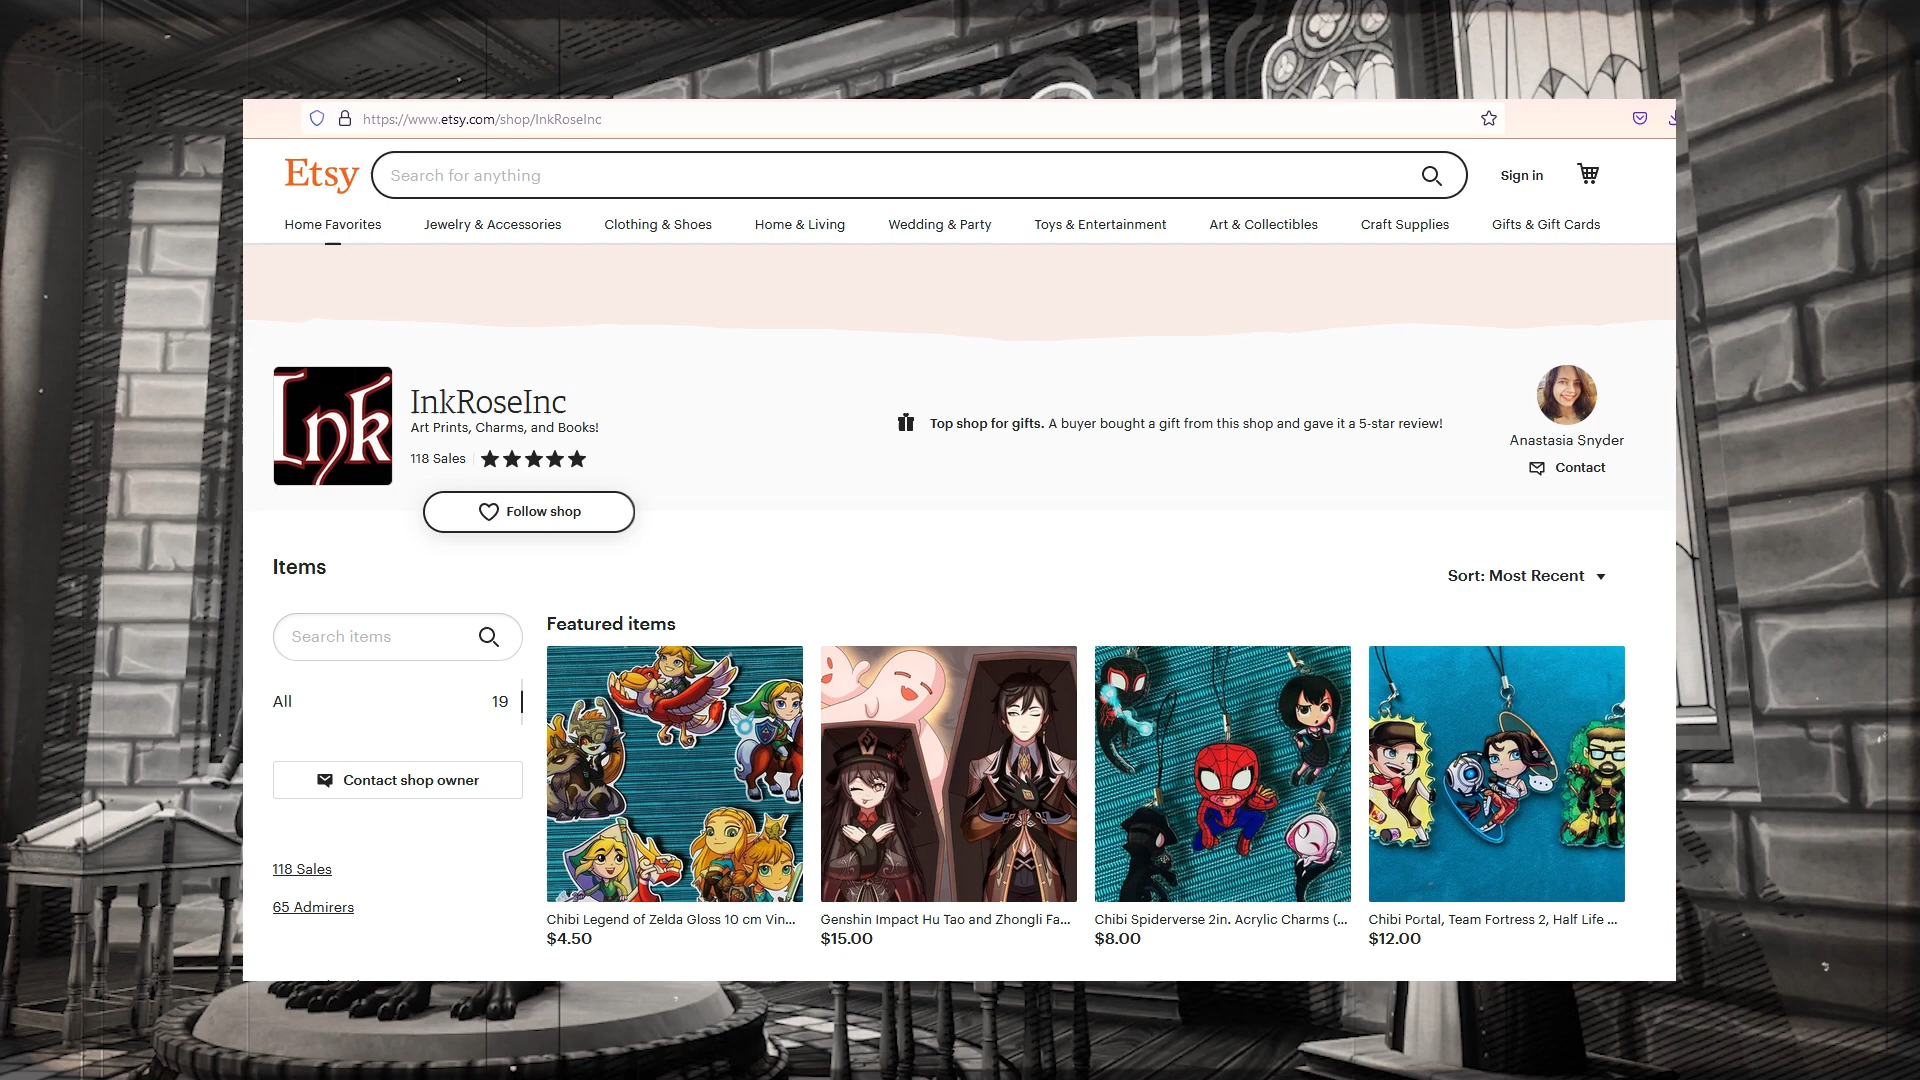 https://www.etsy.com/shop/InkRoseInc
Etsy
Search for anything
Sign in
Home Favorites
Jewelry & Accessories
Clothing & Shoes
Home & Living
Wedding & Party
Toys & Entertainment
Art & Collectibles
Craft Supplies
Gifts & Gift Cards
Ink
InkRoseInc
Art Prints, Charms, and Books!
118 Sales
Follow shop
Top shop for gifts. A buyer bought a gift from this shop and gave it a 5-star review!
Anastasia Snyder
Contact
Items
Sort: Most Recent
Search items
All 19
Contact shop owner
118 Sales
65 Admirers
Featured items
Chibi Legend of Zelda Gloss 10 cm Vin...
$4.50
Genshin Impact Hu Tao and Zhongli Fa...
$15.00
Chibi Spiderverse 2in. Acrylic Charms (...
$8.00
Chibi Portal, Team Fortress 2, Half Life ...
$12.00